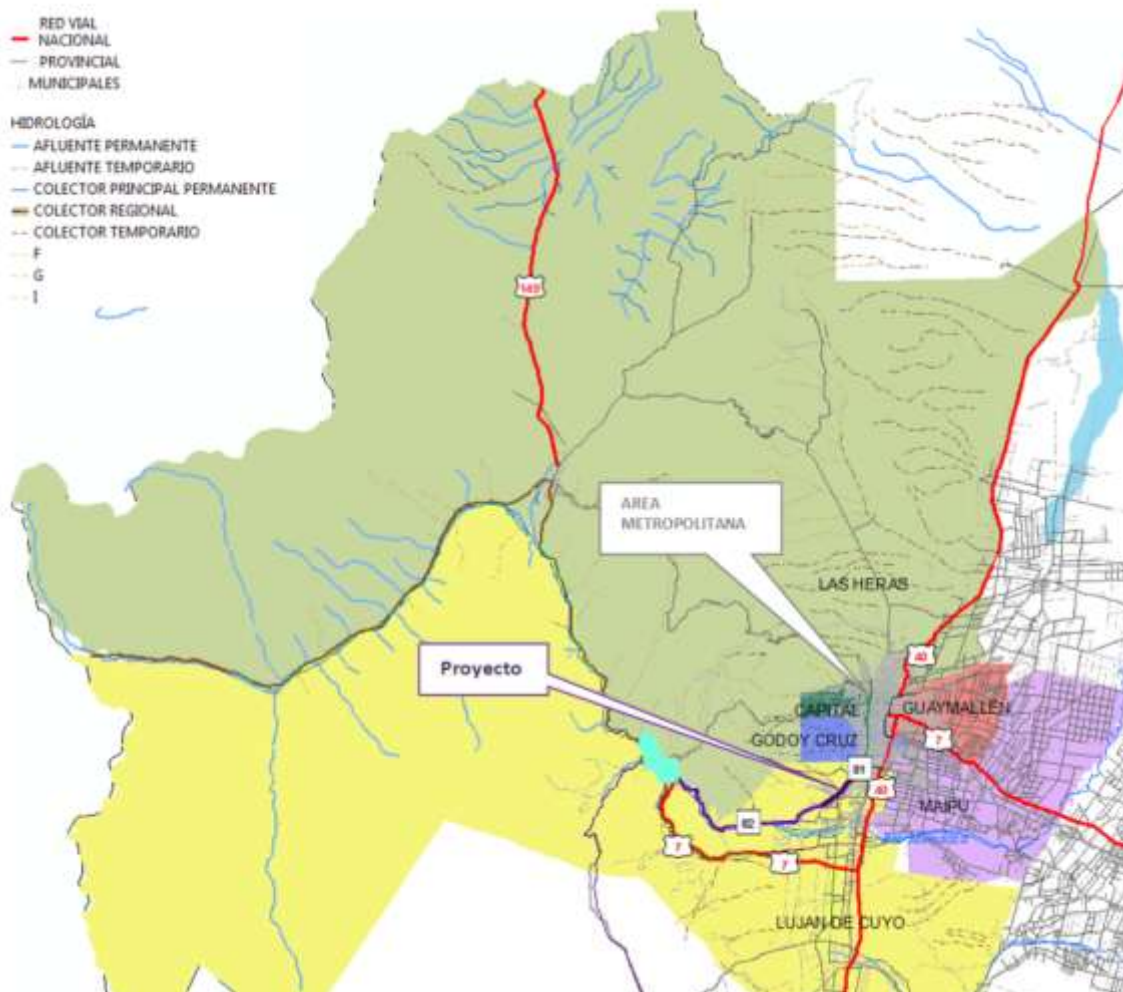 RED VIAL
NACIONAL
PROVINCIAL
MUNICIPALES
HIDROLOGÍA
AFLUENTE PERMANENTE
AFLUENTE TEMPORARIO
COLECTOR PRINCIPAL PERMANENTE
COLECTOR REGIONAL
COLECTOR TEMPORARIO
F
G
I
149
AREA
METROPOLITANA
LAS HERAS
Proyecto
40
CAPITAL
GUAYMALLÉN
GODOY CRUZ
7
81
40
MAIPU
82
7
7
LUJAN DE CUYO